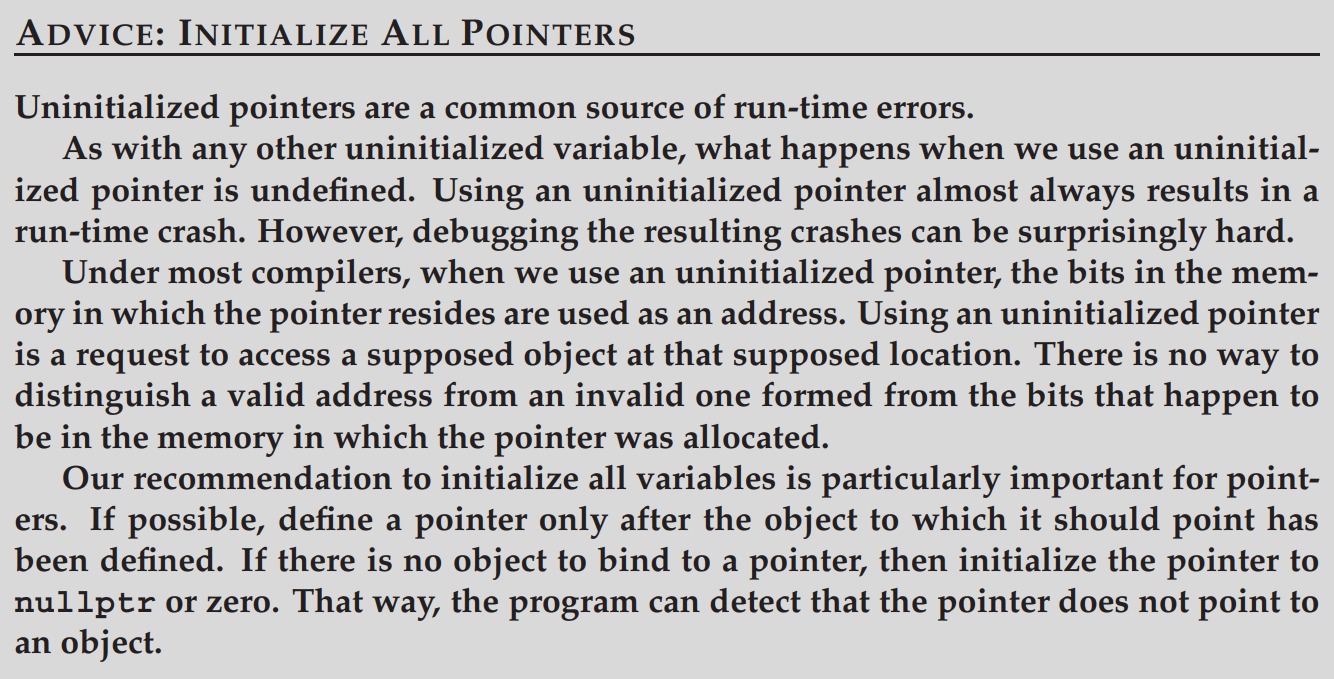 ADVICE: INITIALIZE ALL POINTERS
Uninitialized pointers are a common source of run-time errors.
As with any other uninitialized variable, what happens when we use an uninitial-
ized pointer is undefined. Using an uninitialized pointer almost always results in a
run-time crash. However, debugging the resulting crashes can be surprisingly hard.
Under most compilers, when we use an uninitialized pointer, the bits in the mem-
ory in which the pointer resides are used as an address. Using an uninitialized pointer
is a request to access a supposed object at that supposed location. There is no way to
distinguish a valid address from an invalid one formed from the bits that happen to
be in the memory in which the pointer was allocated.
Our recommendation to initialize all variables is particularly important for point-
ers. If possible, define a pointer only after the object to which it should point has
been defined. If there is no object to bind to a pointer, then initialize the pointer to
nullptr or zero. That way, the program can detect that the pointer does not point to
an object.